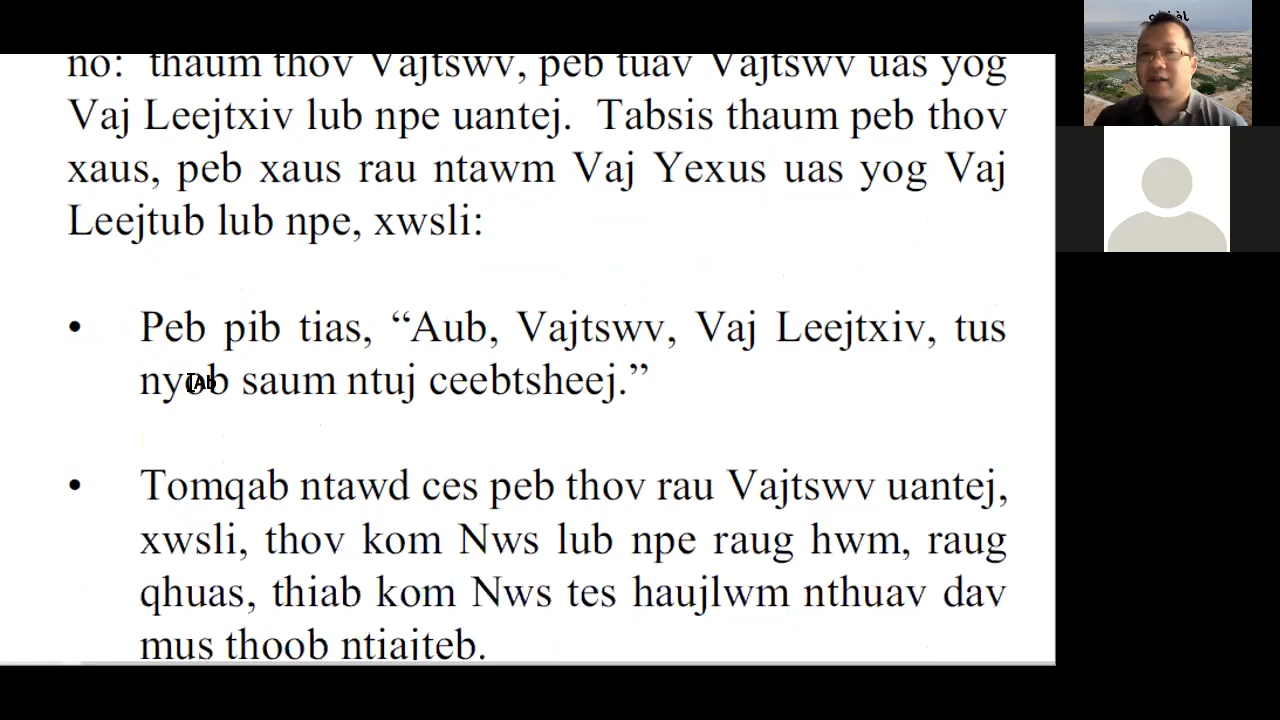 no: thaum thov Vajtswv, peb tuav Vajtswv uas yog
Vaj Leejtxiv lub npe uantej. Tabsis thaum peb thov
xaus, peb xaus rau ntawm Vaj Yexus uas yog Vaj
Leejtub lub npe, xwsli:
• Peb pib tias, “Aub, Vajtswv, Vaj Leejtxiv, tus
nyob saum ntuj ceebtsheej.”
• Tomqab ntawd ces peb thov rau Vajtswv uantej,
xwsli, thov kom Nws lub npe raug hwm, raug
qhuas, thiab kom Nws tes haujlwm nthuav dav
mus thoob ntiajteb.